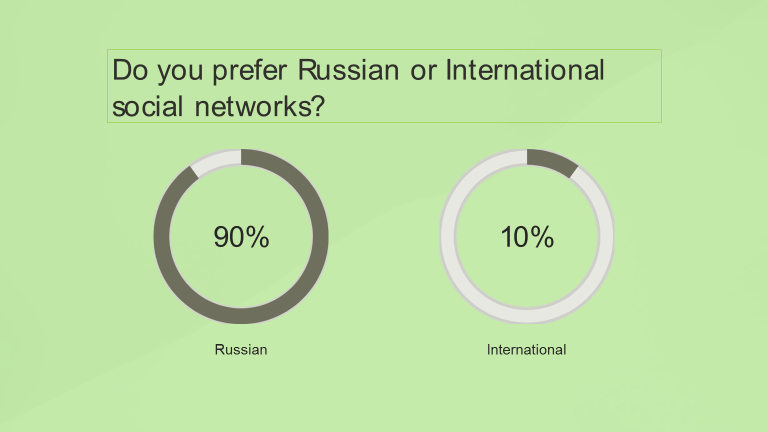 Do you prefer Russian or International
social networks?
90%
10%
Russian
International